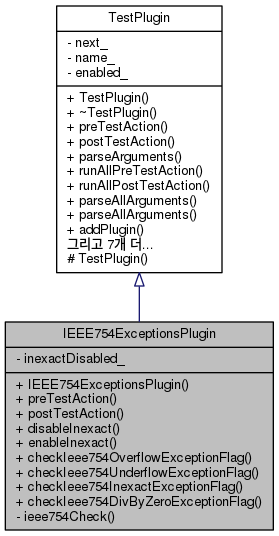 TestPlugin
- next_
- name_
- enabled_
+ TestPlugin()
+ ~TestPlugin()
+ preTestAction()
+ postTestAction()
+ parseArguments()
+ runAllPreTestAction()
+ runAllPostTestAction()
+ parseAllArguments()
+ parseAllArguments()
+ addPlugin()
그리고 7개 더...
# TestPlugin()
IEEE754ExceptionsPlugin
- inexactDisabled_
+ IEEE754ExceptionsPlugin()
+ preTestAction()
+ postTestAction()
+ disableInexact()
+ enableInexact()
+ checkIeee754OverflowExceptionFlag()
+ checkIeee754UnderflowExceptionFlag()
+ checkIeee754InexactExceptionFlag()
+ checkIeee754DivByZeroExceptionFlag()
- ieee754Check()